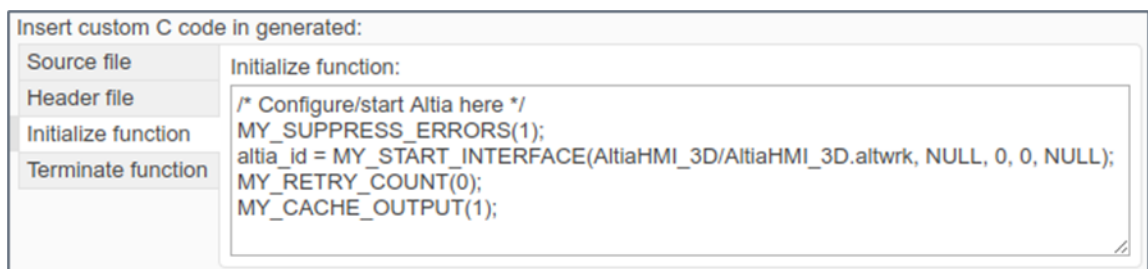 Insert custom C code in generated:
Source file
Header file
Initialize function
Terminate function
Initialize function:
/* Configure/start Altia here */
MY_SUPPRESS_ERRORS(1);
altia_id = MY_START_INTERFACE(AltiaHMI_3D/AltiaHMI_3D.altwrk, NULL, 0, 0, NULL);
MY_RETRY_COUNT(0);
MY_CACHE_OUTPUT(1);